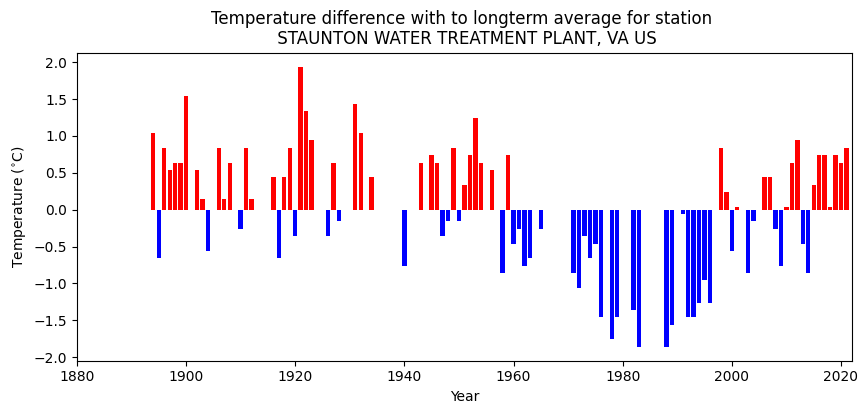 Temperature difference with to longterm average for station
STAUNTON WATER TREATMENT PLANT, VA US
2.0
1.5
1.0
0.5
0.0
−0.5
−1.0
−1.5
−2.0
Temperature (°C)
1880 1900 1920 1940 1960 1980 2000 2020
Year